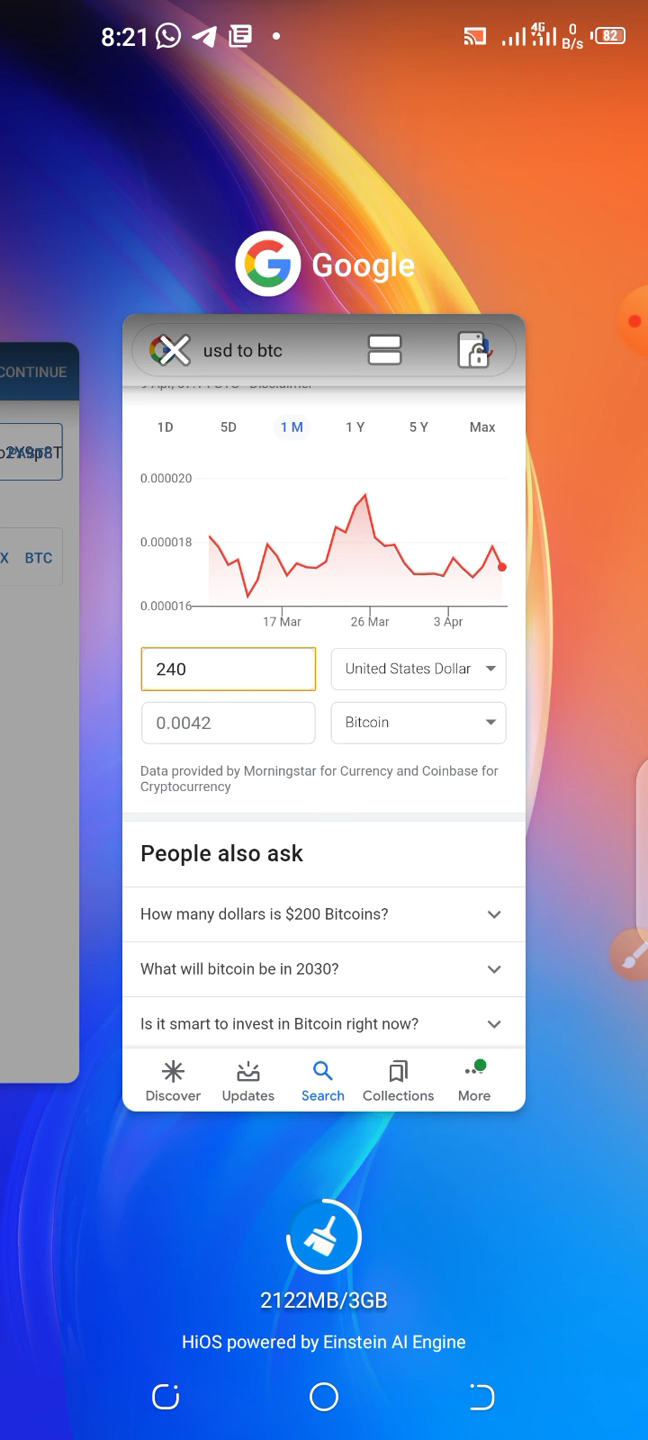 8:21
4G
0
B/s
82
Google
CONTINUE
usd to btc
1D 5D 1 M 1 Y 5 Y Max
0.000020
0.000018
0.000016
17 Mar 26 Mar 3 Apr
X BTC
240 United States Dollar
0.0042 Bitcoin
Data provided by Morningstar for Currency and Coinbase for
Cryptocurrency
People also ask
How many dollars is $200 Bitcoins?
What will bitcoin be in 2030?
Is it smart to invest in Bitcoin right now?
Discover Updates Search Collections More
2122MB/3GB
HiOS powered by Einstein AI Engine